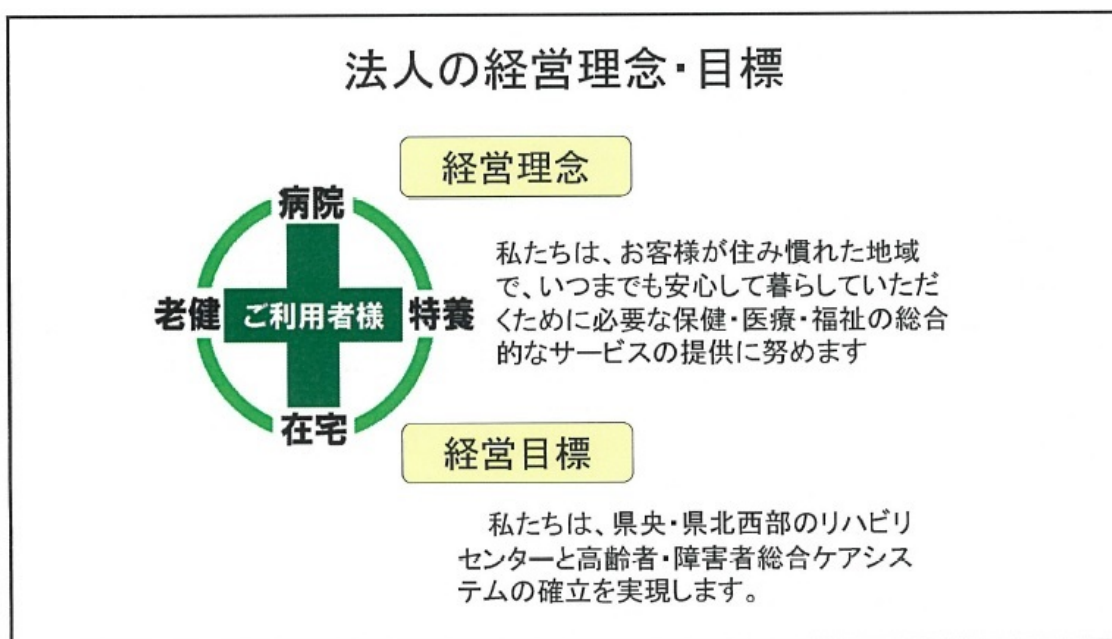 法人の経営理念・目標
経営理念
病院
老健
ご利用者様
特養
在宅
私たちは、お客様が住み慣れた地域
で、いつまでも安心して暮らしていただ
くために必要な保健・医療・福祉の総合
的なサービスの提供に努めます
経営目標
私たちは、県央・県北西部のリハビリ
センターと高齢者・障害者総合ケアシス
テムの確立を実現します。